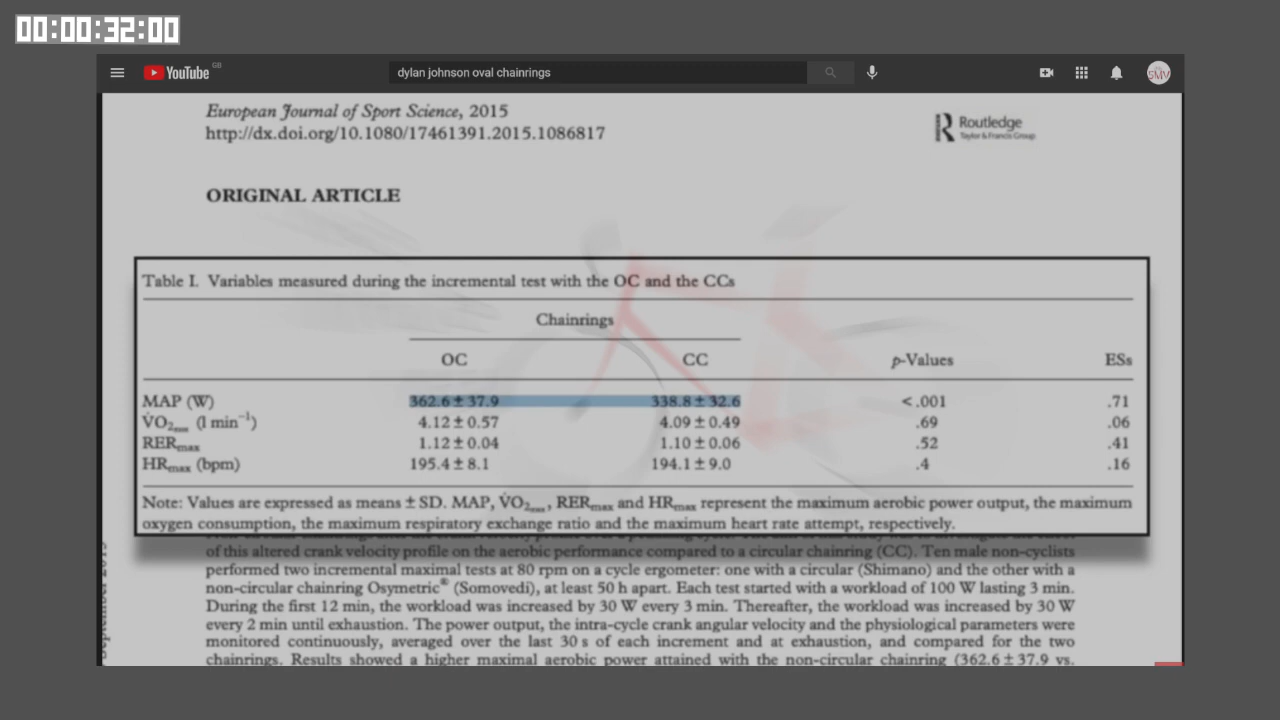 00:00:32:00
YouTube GB
dylan johnson oval chainrings
SMV
European Journal of Sport Science, 2015
http://dx.doi.org/10.1080/17461391.2015.1086817
Routledge
Taylor & Francis Group
ORIGINAL ARTICLE
Table I. Variables measured during the incremental test with the OC and the CCs
Chainrings
OC CC p-Values ESs
MAP (W) 362.6 ± 37.9 338.8 ± 32.6 <.001 .71
V̇O2max (l min−1) 4.12 ± 0.57 4.09 ± 0.49 .69 .06
RERmax 1.12 ± 0.04 1.10 ± 0.06 .52 .41
HRmax (bpm) 195.4 ± 8.1 194.1 ± 9.0 .4 .16
Note: Values are expressed as means ± SD. MAP, V̇O2max, RERmax and HRmax represent the maximum aerobic power output, the maximum
oxygen consumption, the maximum respiratory exchange ratio and the maximum heart rate attempt, respectively.
of this altered crank velocity profile on the aerobic performance compared to a circular chainring (CC). Ten male non-cyclists
performed two incremental maximal tests at 80 rpm on a cycle ergometer: one with a circular (Shimano) and the other with a
non-circular chainring Osymetric® (Somovedi), at least 50 h apart. Each test started with a workload of 100 W lasting 3 min.
During the first 12 min, the workload was increased by 30 W every 3 min. Thereafter, the workload was increased by 30 W
every 2 min until exhaustion. The power output, the intra-cycle crank angular velocity and the physiological parameters were
monitored continuously, averaged over the last 30 s of each increment and at exhaustion, and compared for the two
chainrings. Results showed a higher maximal aerobic power attained with the non-circular chainring (362.6 ± 37.9 vs.